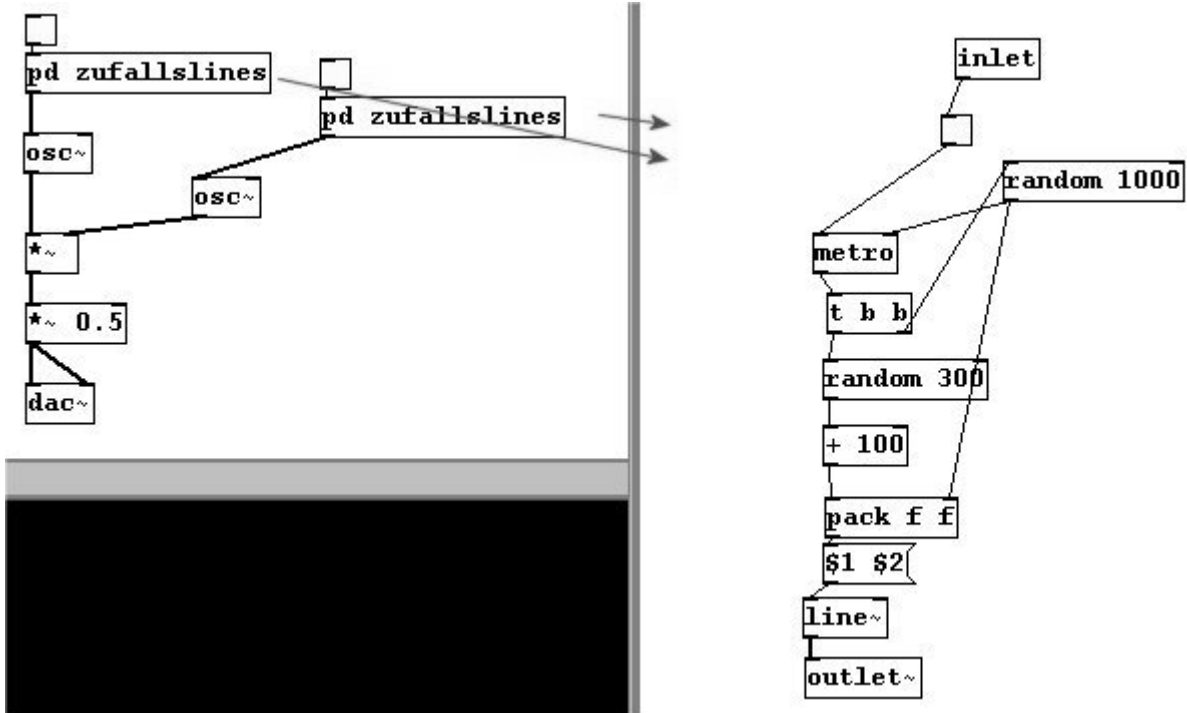 pd zufallslines
pd zufallslines
osc~
osc~
*~
*~ 0.5
dac~
inlet
random 1000
metro
t b b
random 300
+ 100
pack f f
$1 $2
line~
outlet~